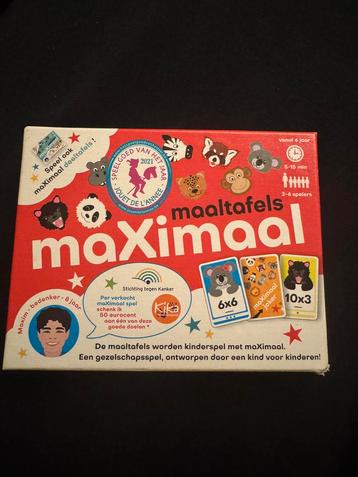 Speel ook
maXimaal deeltafels !
SPEELGOED VAN HET JAAR
2021
JOUET DE L'ANNÉE
vanaf 6 jaar
5-15 min
2-6 spelers
maaltafels
maXimaal
Stichting tegen Kanker
Per verkocht
maXimaal spel
schenk ik
50 eurocent
aan één van deze
goede doelen *
KiKa
Maxim - bedenker - 8 jaar
6x6
maXimaal
joker
10x3
De maaltafels worden kinderspel met maXimaal.
Een gezelschapsspel, ontworpen door een kind voor kinderen!